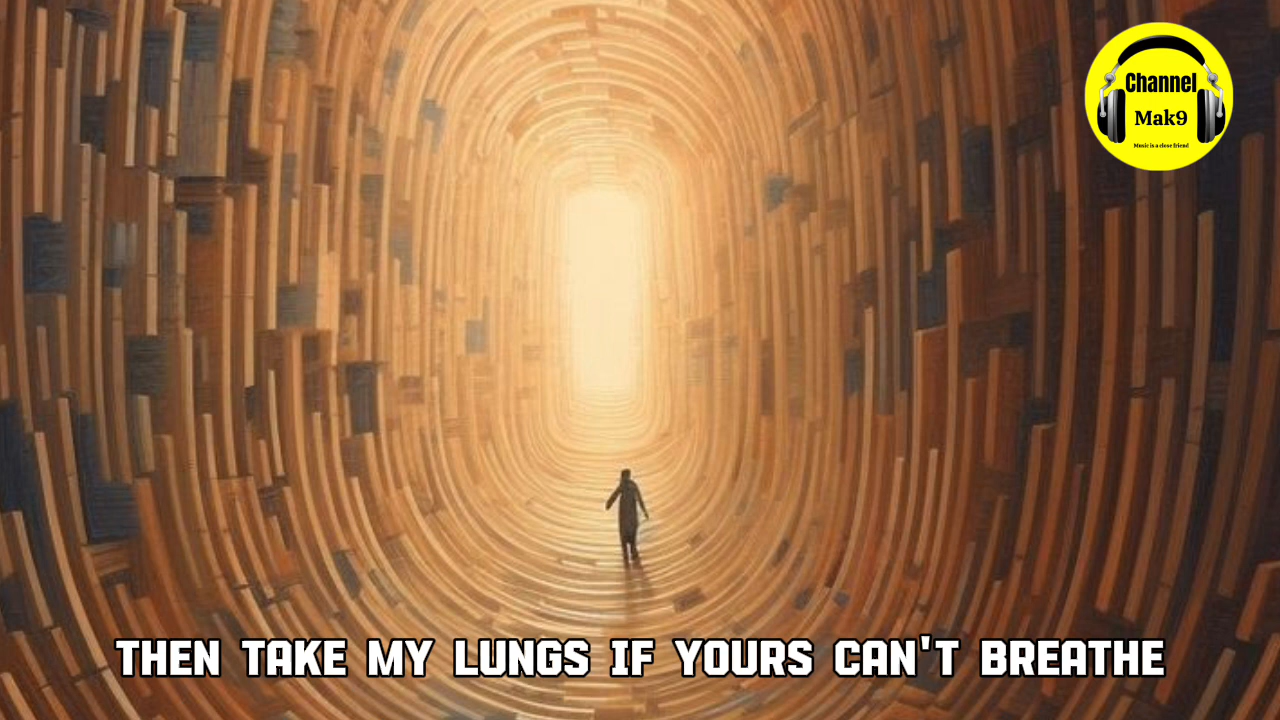 Channel
Mak9
Music is a close friend
THEN TAKE MY LUNGS IF YOURS CAN'T BREATHE